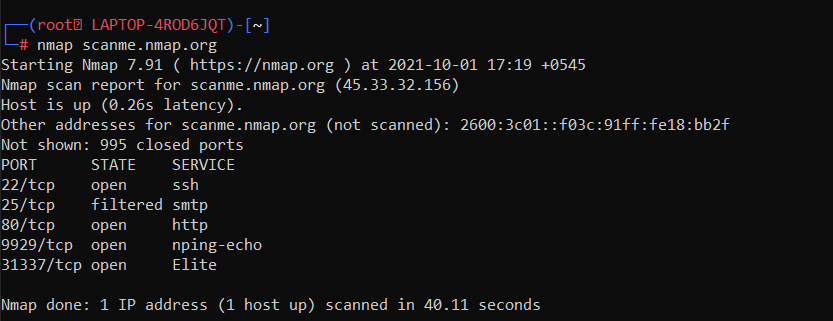 ┌──(root㉿ LAPTOP-4ROD6JQT)-[~]
└─# nmap scanme.nmap.org
Starting Nmap 7.91 ( https://nmap.org ) at 2021-10-01 17:19 +0545
Nmap scan report for scanme.nmap.org (45.33.32.156)
Host is up (0.26s latency).
Other addresses for scanme.nmap.org (not scanned): 2600:3c01::f03c:91ff:fe18:bb2f
Not shown: 995 closed ports
PORT      STATE    SERVICE
22/tcp    open     ssh
25/tcp    filtered smtp
80/tcp    open     http
9929/tcp  open     nping-echo
31337/tcp open     Elite
Nmap done: 1 IP address (1 host up) scanned in 40.11 seconds